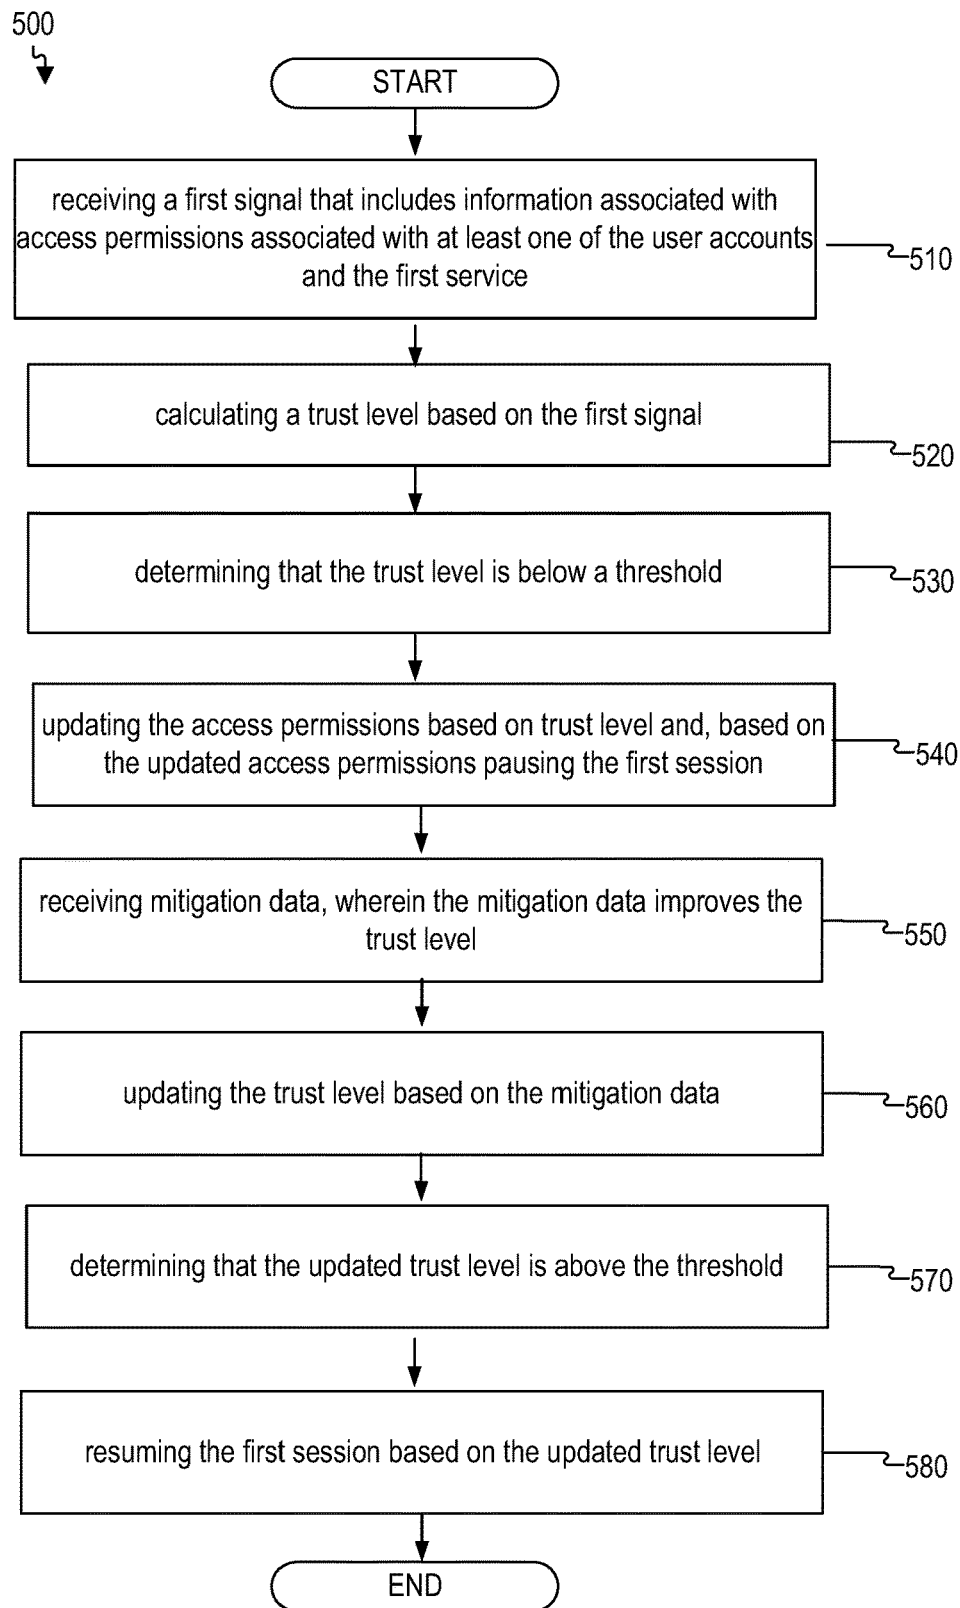 500
START
receiving a first signal that includes information associated with
access permissions associated with at least one of the user accounts
and the first service
510
calculating a trust level based on the first signal
520
determining that the trust level is below a threshold
530
updating the access permissions based on trust level and, based on
the updated access permissions pausing the first session
540
receiving mitigation data, wherein the mitigation data improves the
trust level
550
updating the trust level based on the mitigation data
560
determining that the updated trust level is above the threshold
570
resuming the first session based on the updated trust level
580
END